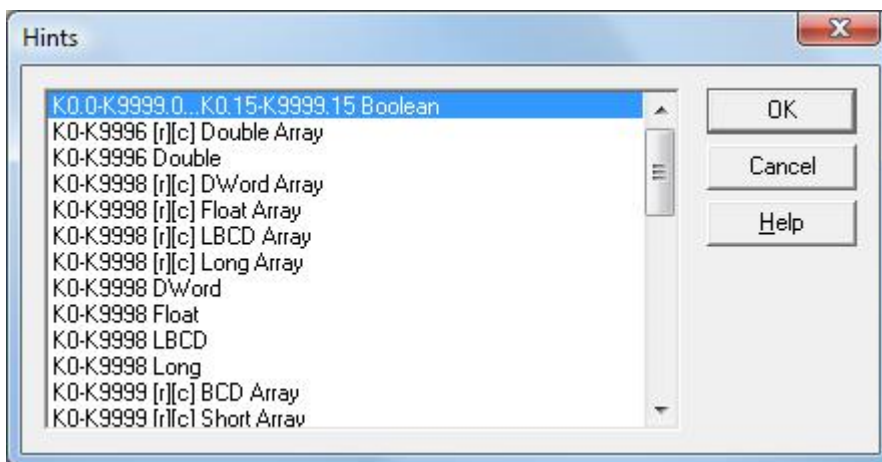 Hints
K0.0-K9999.0...K0.15-K9999.15 Boolean
K0-K9996 [r][c] Double Array
K0-K9996 Double
K0-K9998 [r][c] DWord Array
K0-K9998 [r][c] Float Array
K0-K9998 [r][c] LBCD Array
K0-K9998 [r][c] Long Array
K0-K9998 DWord
K0-K9998 Float
K0-K9998 LBCD
K0-K9998 Long
K0-K9999 [r][c] BCD Array
K0-K9999 [r][c] Short Array
OK
Cancel
Help